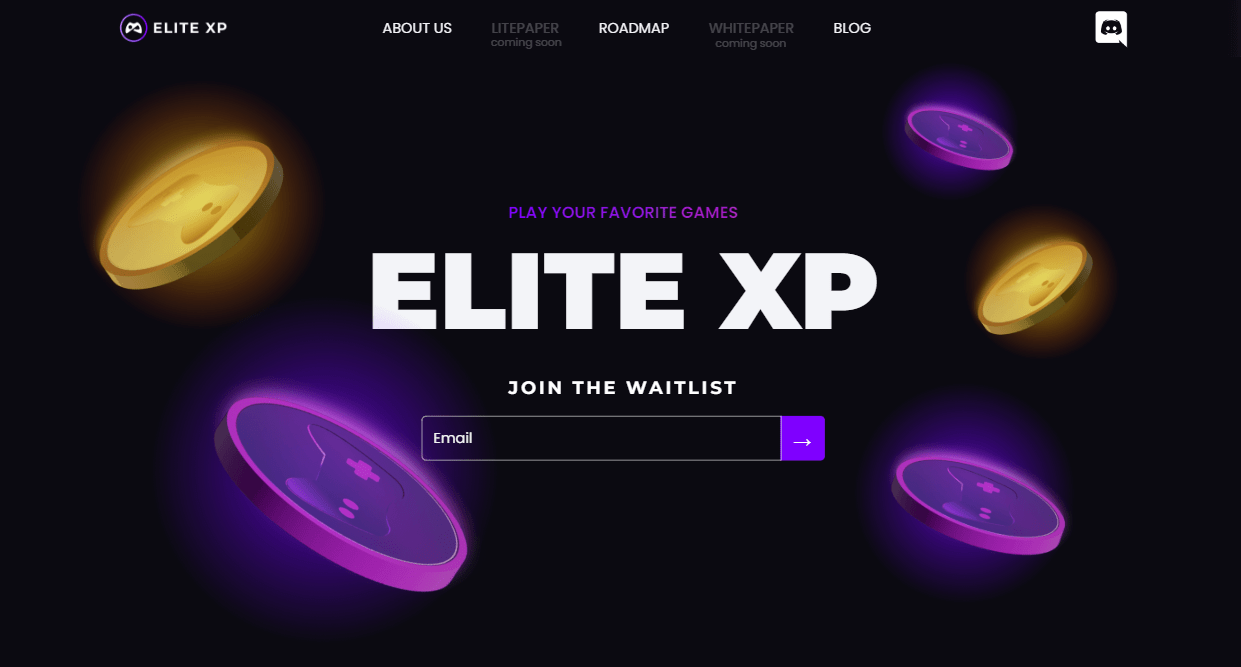 ELITE XP
ABOUT US
LITEPAPER
coming soon
ROADMAP
WHITEPAPER
coming soon
BLOG
PLAY YOUR FAVORITE GAMES
ELITE XP
JOIN THE WAITLIST
Email
→